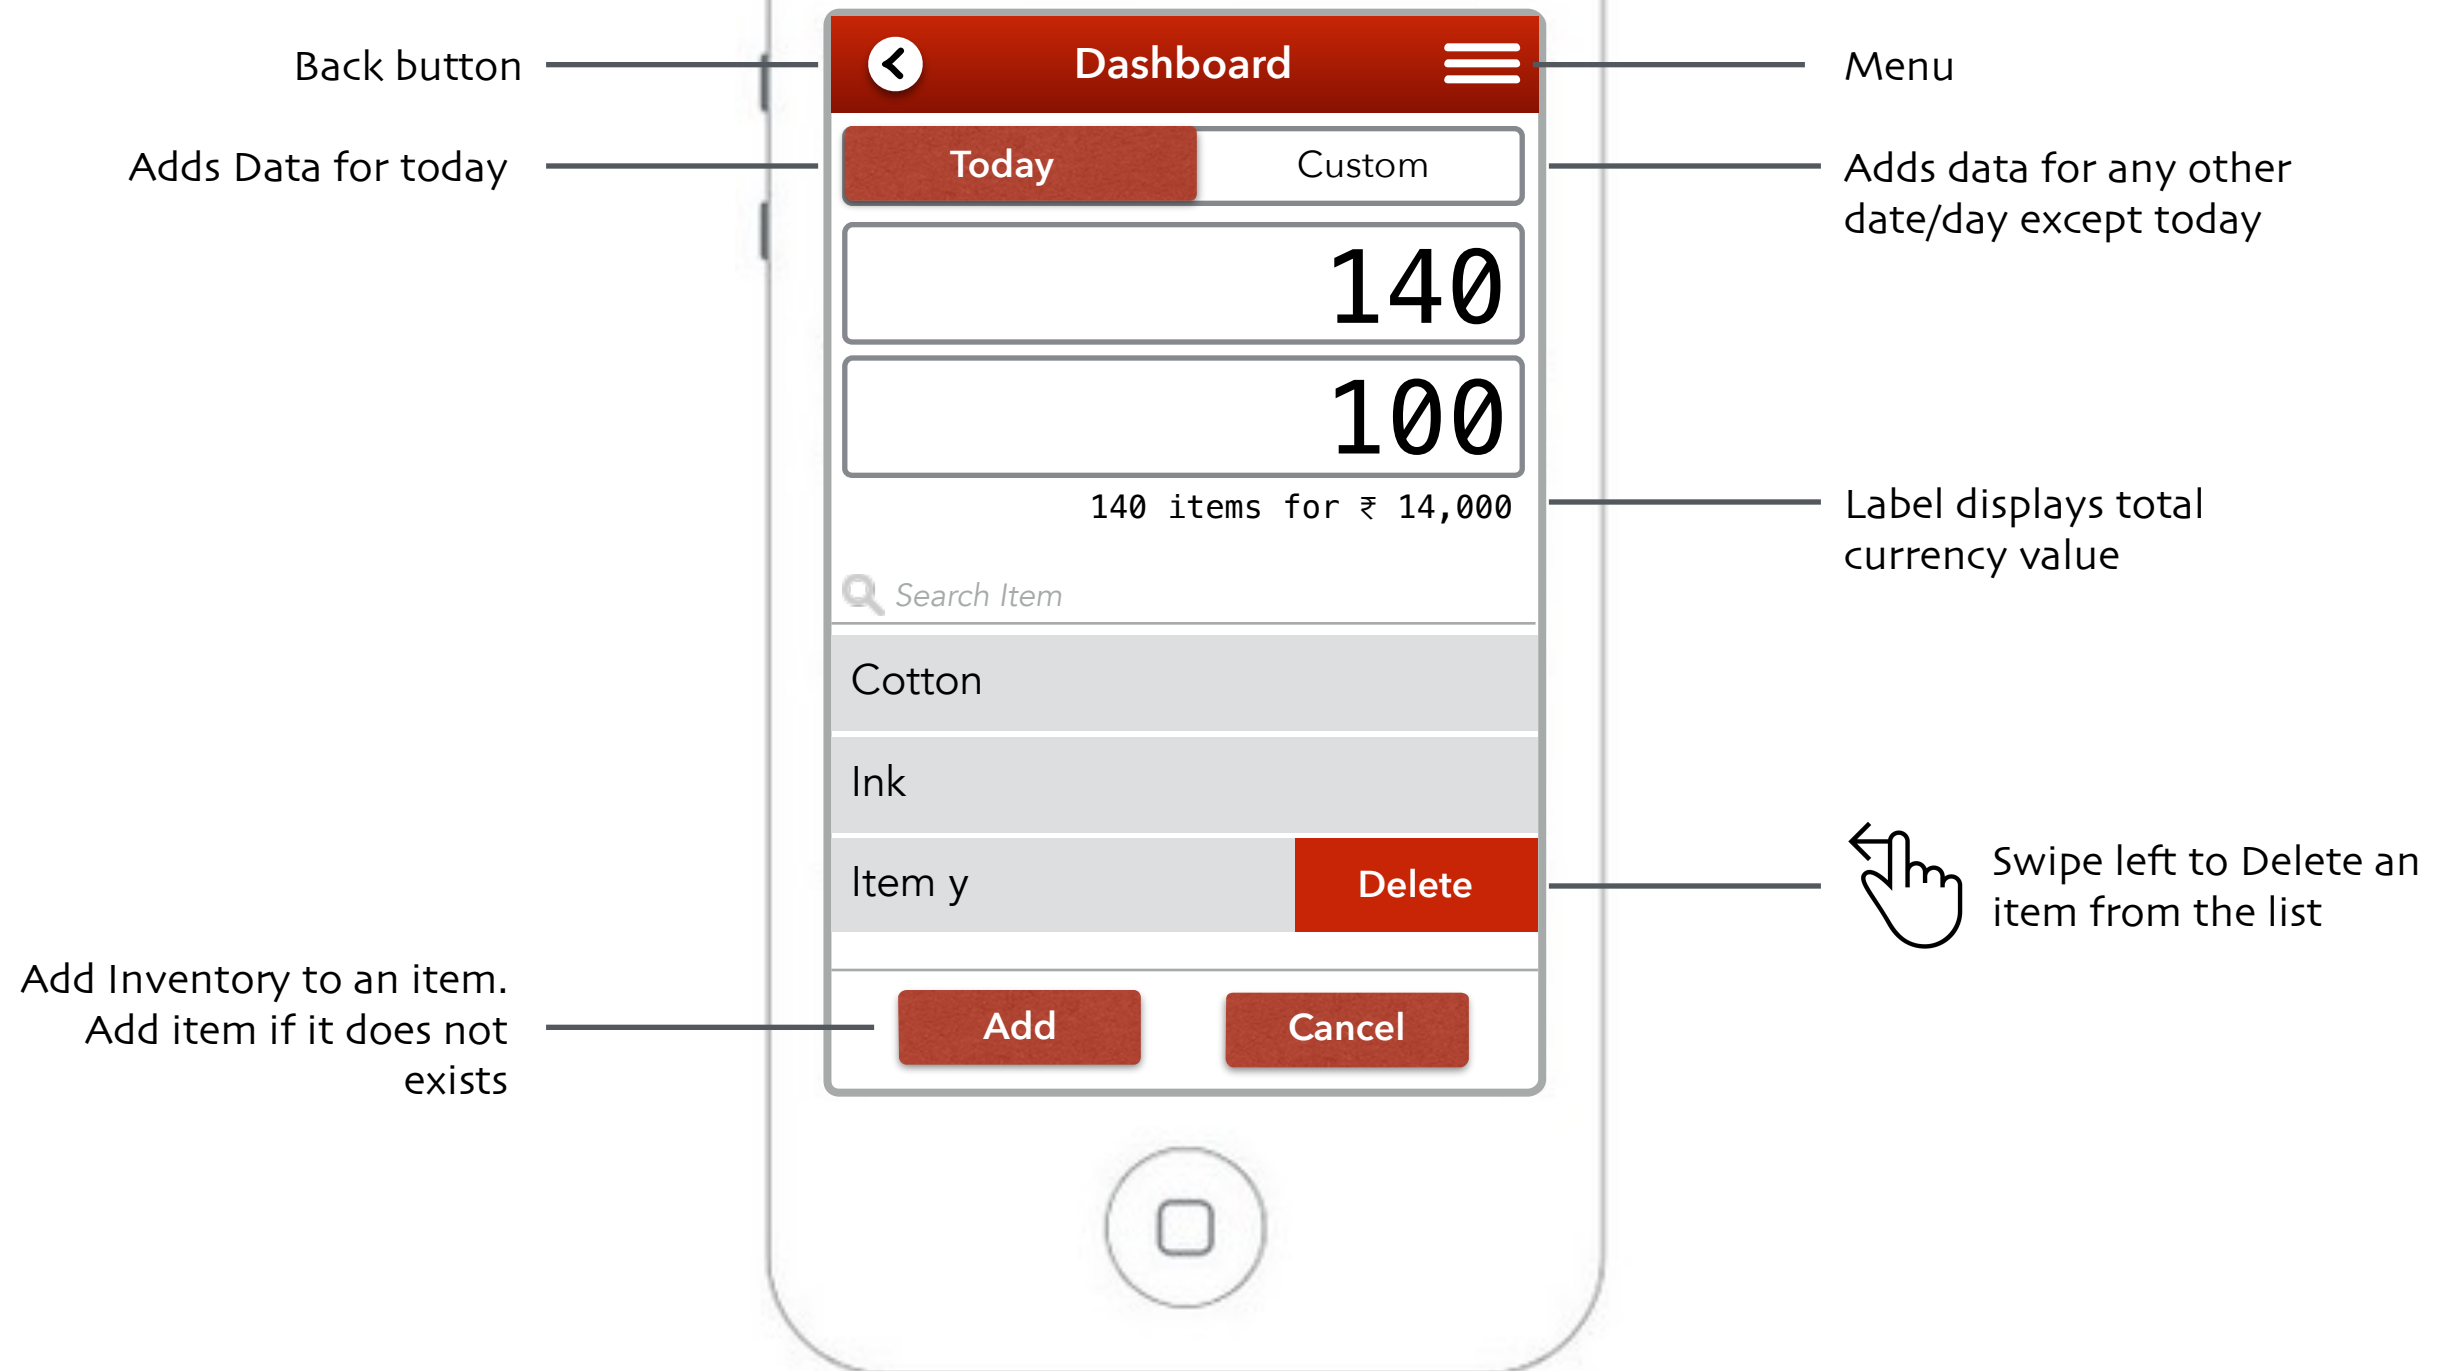 Back button
Dashboard
Menu
Adds Data for today
Today
Custom
Adds data for any other
date/day except today
140
100
140 items for ₹ 14,000
Label displays total
currency value
Search Item
Cotton
Ink
Item y
Delete
Swipe left to Delete an
item from the list
Add Inventory to an item.
Add item if it does not
exists
Add
Cancel